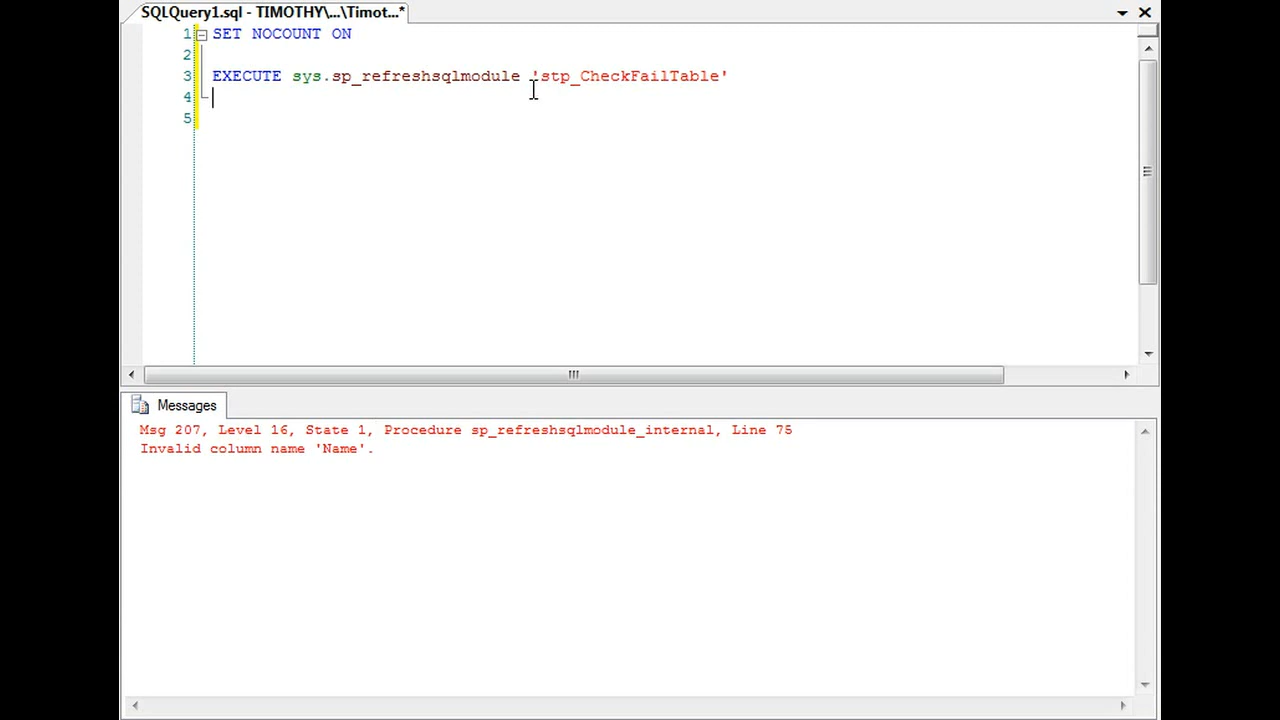 SQLQuery1.sql - TIMOTHY\...\Timot...*
1 SET NOCOUNT ON
2
3 EXECUTE sys.sp_refreshsqlmodule 'stp_CheckFailTable'
4
5
Messages
Msg 207, Level 16, State 1, Procedure sp_refreshsqlmodule_internal, Line 75
Invalid column name 'Name'.